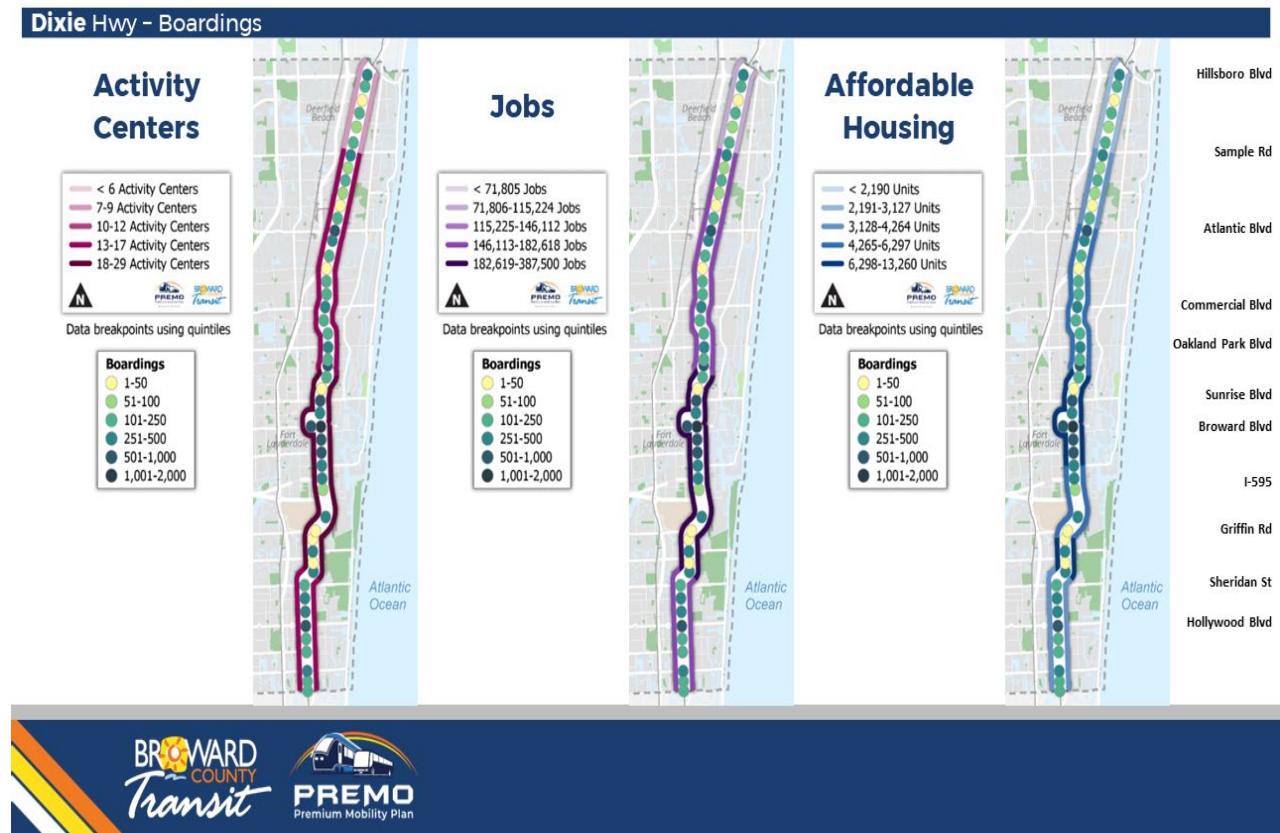 Dixie Hwy – Boardings
Activity
Centers
< 6 Activity Centers
7-9 Activity Centers
10-12 Activity Centers
13-17 Activity Centers
18-29 Activity Centers
N
PREMO
BROWARD
COUNTY
Transit
Data breakpoints using quintiles
Boardings
1-50
51-100
101-250
251-500
501-1,000
1,001-2,000
Deerfield
Beach
Fort
Lauderdale
Atlantic
Ocean
Jobs
< 71,805 Jobs
71,806-115,224 Jobs
115,225-146,112 Jobs
146,113-182,618 Jobs
182,619-387,500 Jobs
N
PREMO
BROWARD
COUNTY
Transit
Data breakpoints using quintiles
Boardings
1-50
51-100
101-250
251-500
501-1,000
1,001-2,000
Deerfield
Beach
Fort
Lauderdale
Atlantic
Ocean
Affordable
Housing
< 2,190 Units
2,191-3,127 Units
3,128-4,264 Units
4,265-6,297 Units
6,298-13,260 Units
N
PREMO
BROWARD
COUNTY
Transit
Data breakpoints using quintiles
Boardings
1-50
51-100
101-250
251-500
501-1,000
1,001-2,000
Deerfield
Beach
Fort
Lauderdale
Atlantic
Ocean
Hillsboro Blvd
Sample Rd
Atlantic Blvd
Commercial Blvd
Oakland Park Blvd
Sunrise Blvd
Broward Blvd
I-595
Griffin Rd
Sheridan St
Hollywood Blvd
BROWARD
COUNTY
Transit
PREMO
Premium Mobility Plan